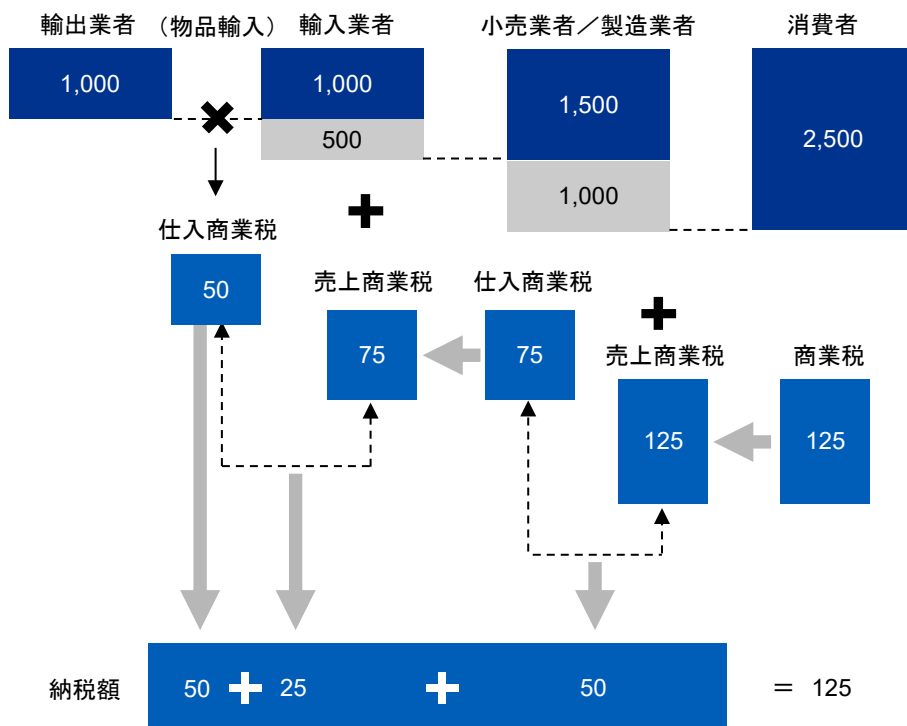 輸出業者 （物品輸入） 輸入業者 小売業者／製造業者 消費者
1,000 1,000 1,500 2,500
500 1,000
仕入商業税
50
売上商業税 仕入商業税
75 75
売上商業税 商業税
125 125
納税額 50 + 25 + 50 = 125